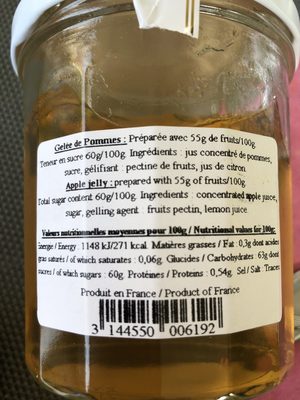 Gelée de Pommes : Préparée avec 55g de fruits/100g.
Teneur en sucre 60g/100g. Ingrédients : jus concentré de pommes,
sucre, gélifiant : pectine de fruits, jus de citron.
Apple jelly : prepared with 55g of fruits/100g.
Total sugar content 60g/100g. Ingredients : concentrated apple juice,
sugar, gelling agent : fruits pectin, lemon juice.
Valeurs nutritionnelles moyennes pour 100g / Nutritional values for 100g:
Energie / Energy : 1148 kJ/271 kcal. Matières grasses / Fat : 0,3g dont acides
gras saturés / of which saturates : 0,06g. Glucides / Carbohydrates : 63g dont
sucres / of which sugars : 60g. Protéines / Proteins : 0,54g. Sel / Salt : Traces
Produit en France / Product of France
3 144550 006192